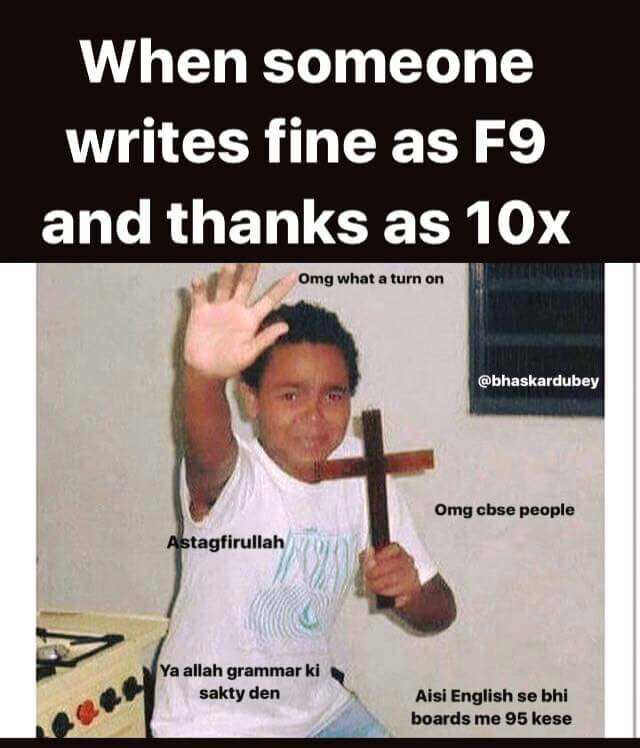 When someone
writes fine as F9
and thanks as 10x
Omg what a turn on
@bhaskardubey
Omg cbse people
Astagfirullah
Ya allah grammar ki
sakty den
Aisi English se bhi
boards me 95 kese